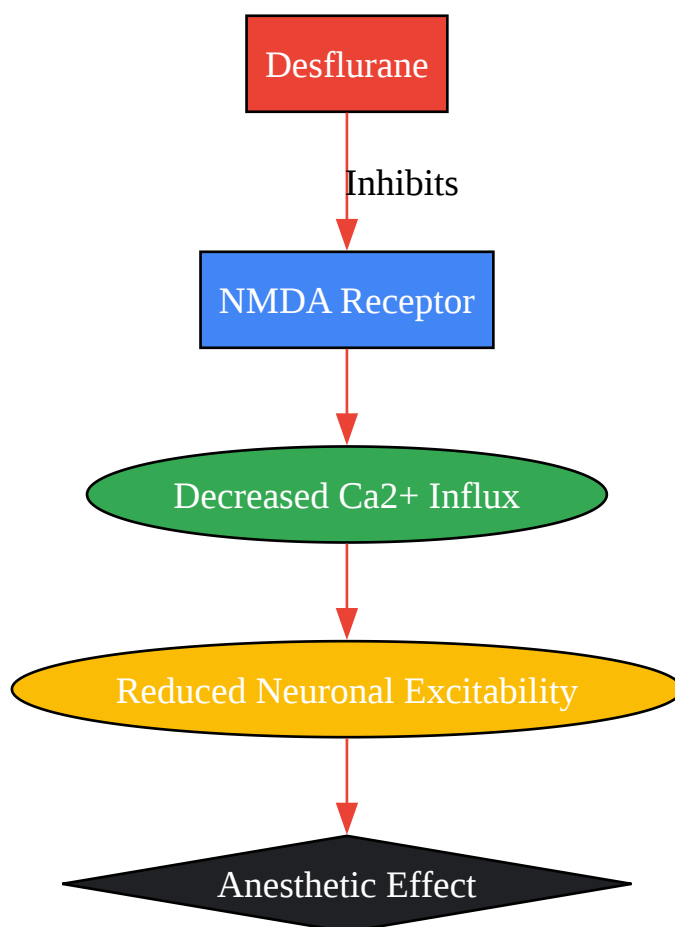 Desflurane
Inhibits
NMDA Receptor
Decreased Ca2+ Influx
Reduced Neuronal Excitability
Anesthetic Effect